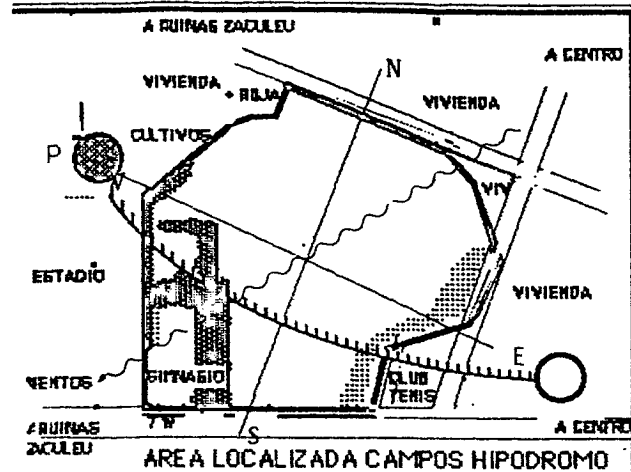 A RUINAS ZACULEU
A CENTRO
N
VIVIENDA
+ ROJA
VIVIENDA
CULTIVOS
P
VIV
ESTADIO
VIVIENDA
E
GIMNASIO
CLUB
TENIS
A RUINAS
ZACULEU
S
A CENTRO
AREA LOCALIZADA CAMPOS HIPODROMO